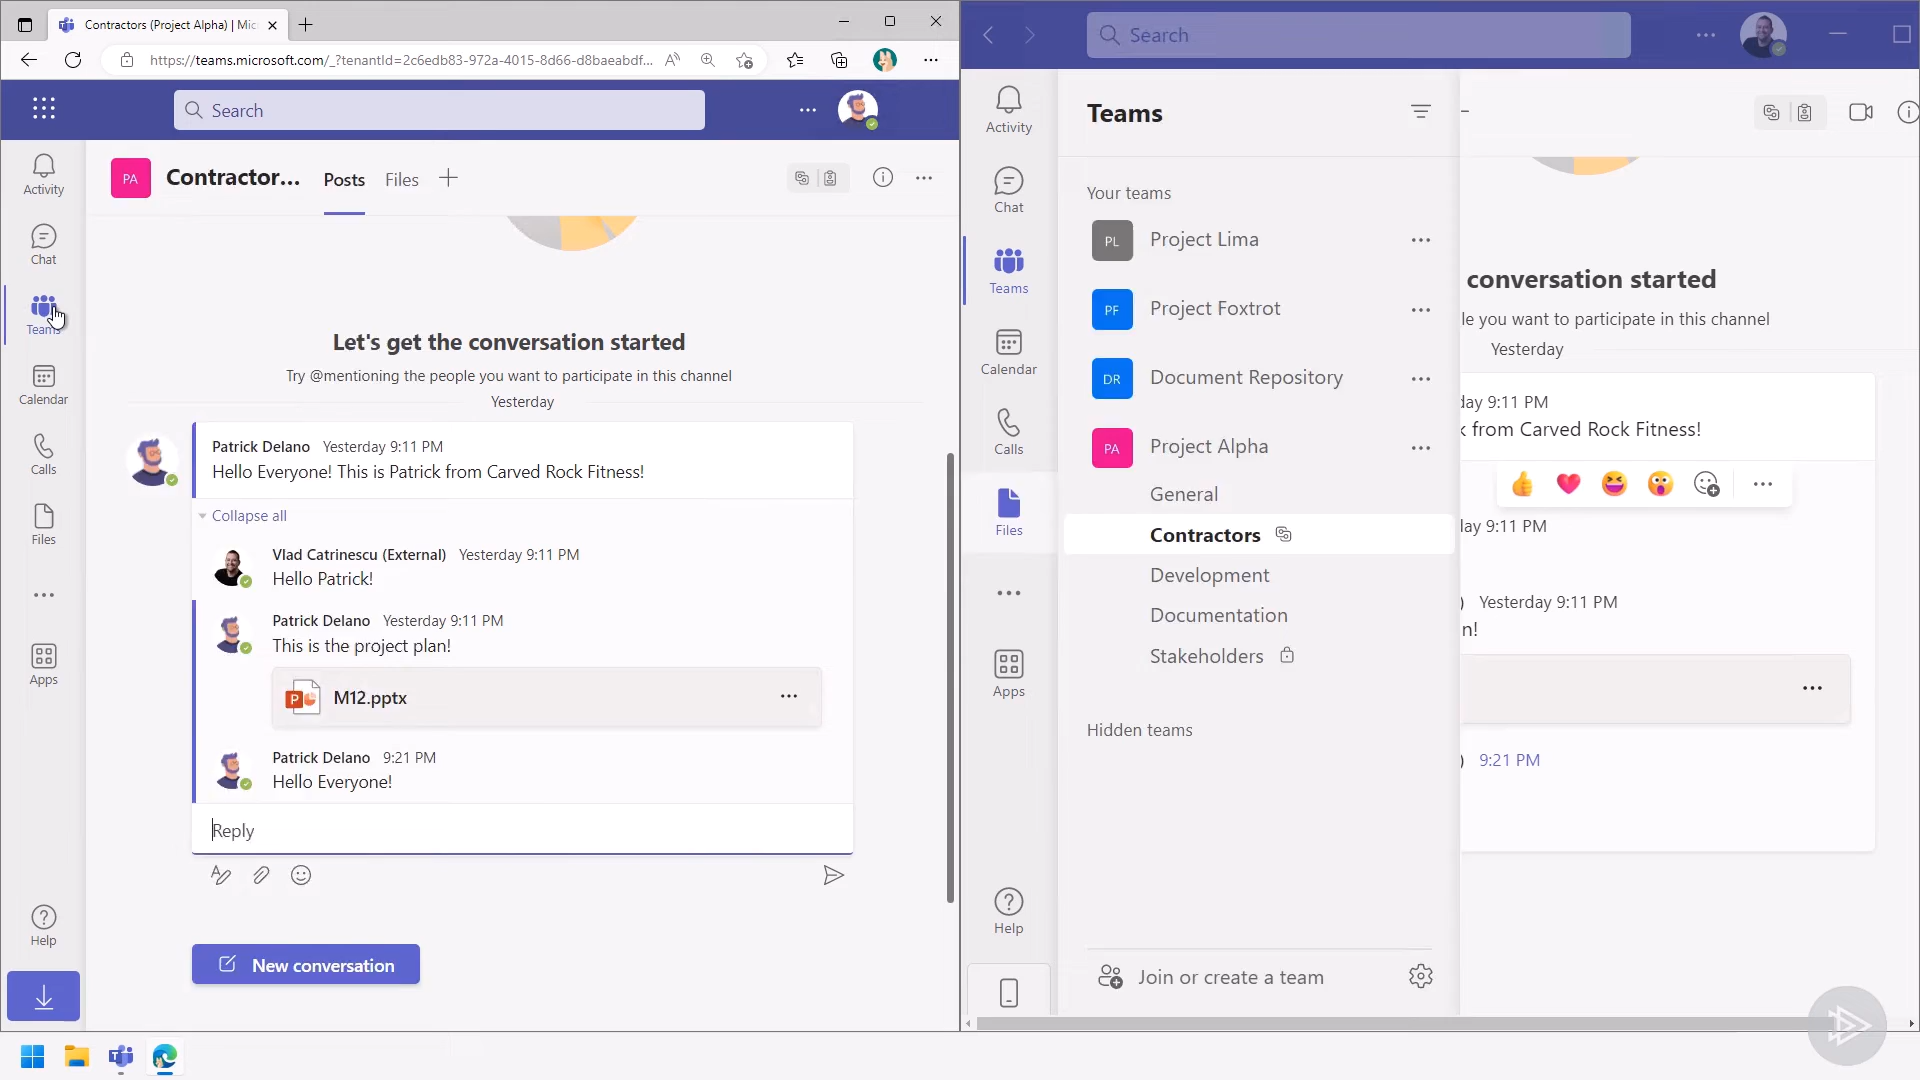 Contractors (Project Alpha) | Mic
https://teams.microsoft.com/_?tenantId=2c6edb83-972a-4015-8d66-d8baeabdf...
Search
Activity
Chat
Teams
Calendar
Calls
Files
Apps
Help
PA
Contractor...
Posts
Files
Let's get the conversation started
Try @mentioning the people you want to participate in this channel
Yesterday
Patrick Delano Yesterday 9:11 PM
Hello Everyone! This is Patrick from Carved Rock Fitness!
Collapse all
Vlad Catrinescu (External) Yesterday 9:11 PM
Hello Patrick!
Patrick Delano Yesterday 9:11 PM
This is the project plan!
M12.pptx
Patrick Delano 9:21 PM
Hello Everyone!
Reply
New conversation
Search
Activity
Chat
Teams
Calendar
Calls
Files
Apps
Help
Teams
Your teams
PL Project Lima
PF Project Foxtrot
DR Document Repository
PA Project Alpha
General
Contractors
Development
Documentation
Stakeholders
Hidden teams
Join or create a team
conversation started
le you want to participate in this channel
Yesterday
day 9:11 PM
k from Carved Rock Fitness!
lay 9:11 PM
) Yesterday 9:11 PM
n!
) 9:21 PM